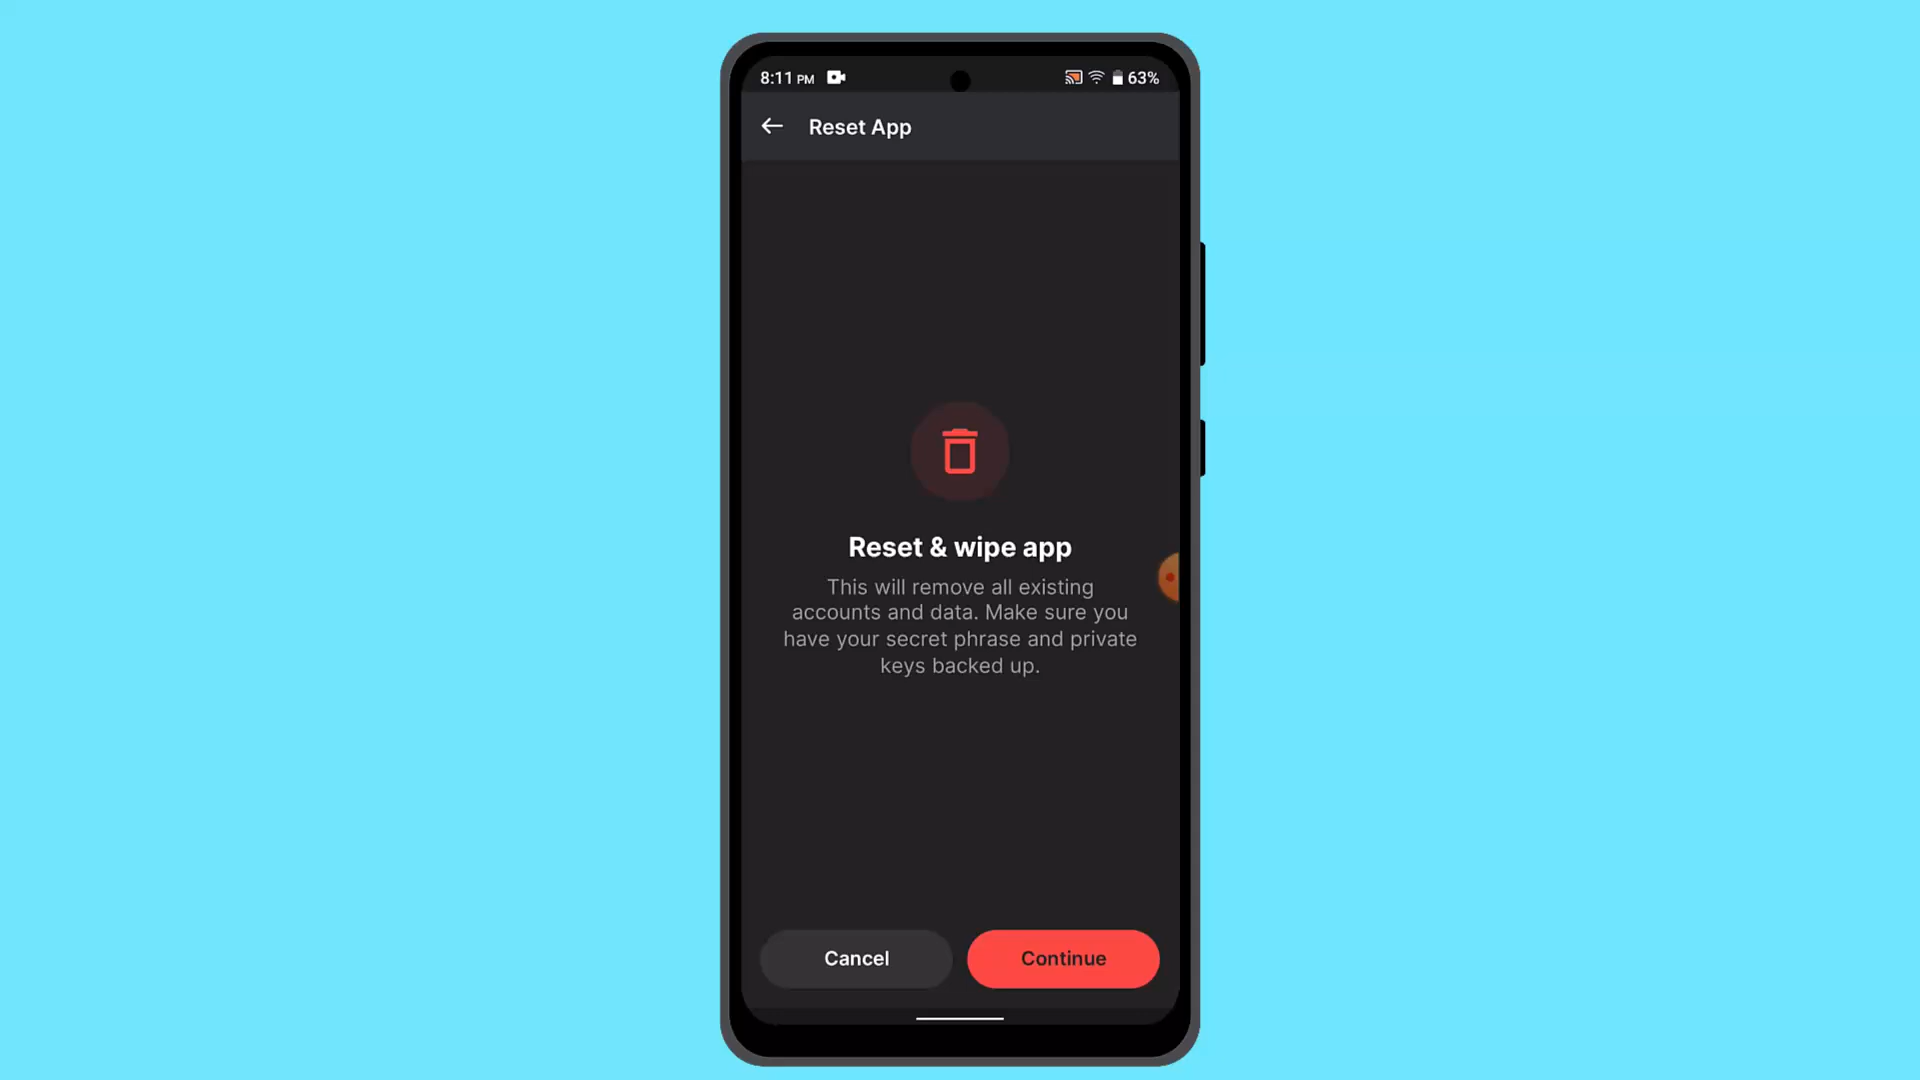 8:11 PM 63%
Reset App
Reset & wipe app
This will remove all existing
accounts and data. Make sure you
have your secret phrase and private
keys backed up.
Cancel Continue